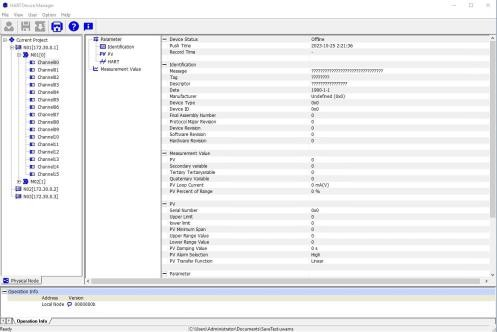 HART Device Manager
File View User Option Help
Current Project
N01[172.30.0.1]
M01[0]
Channel00
Channel01
Channel02
Channel03
Channel04
Channel05
Channel06
Channel07
Channel08
Channel09
Channel10
Channel11
Channel12
Channel13
Channel14
Channel15
M02[1]
N02[172.30.0.2]
N03[172.30.0.3]
Physical Node
Parameter
Identification
PV
HART
Measurement Value
Device Status Offline
Push Time 2023-10-25 2:21:36
Record Time -
Identification
Message ????????????????????????????????
Tag ????????
Descriptor ????????????????
Date 1900-1-1
Manufacturer Undefined (0x0)
Device Type 0x0
Device ID 0x0
Final Assembly Number 0
Protocol Major Revision 0
Device Revision 0
Software Revision 0
Hardware Revision 0
Measurement Value
PV 0
Secondary variable 0
Tertiary Tertiaryvariable 0
Quaternary Variable 0
PV Loop Current 0 mA(V)
PV Percent of Range 0 %
PV
Serial Number 0x0
Upper Limit 0
lower limit 0
PV Minimum Span 0
Upper Range Value 0
Lower Range Value 0
PV Damping Value 0 s
PV Alarm Selection High
PV Transfer Function Linear
Parameter
Operation Info
Address Version
Local Node 0000000b
Operation Info
Ready C:\Users\Administrator\Documents\SaveTest\uwams